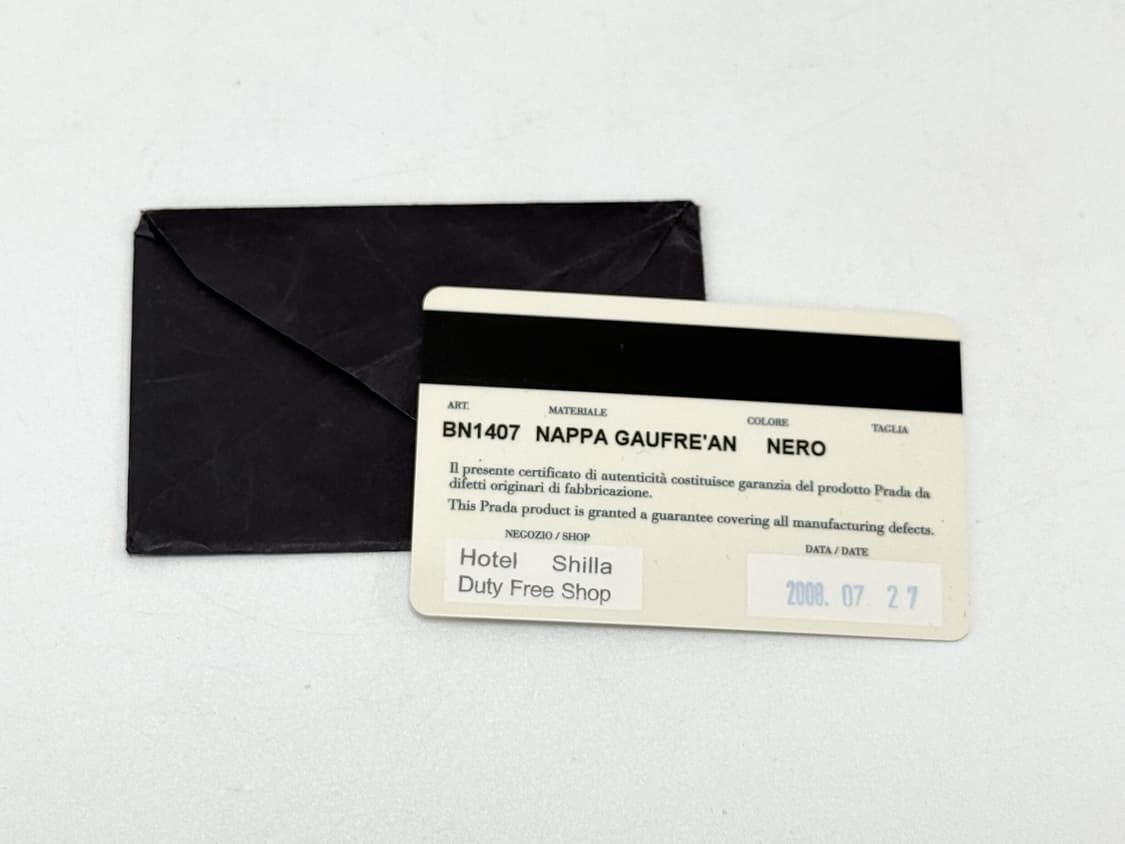 ART. MATERIALE COLORE TAGLIA
BN1407 NAPPA GAUFRE'AN NERO
Il presente certificato di autenticità costituisce garanzia del prodotto Prada da
difetti originari di fabbricazione.
This Prada product is granted a guarantee covering all manufacturing defects.
NEGOZIO / SHOP DATA / DATE
Hotel Shilla
Duty Free Shop
2008. 07 27